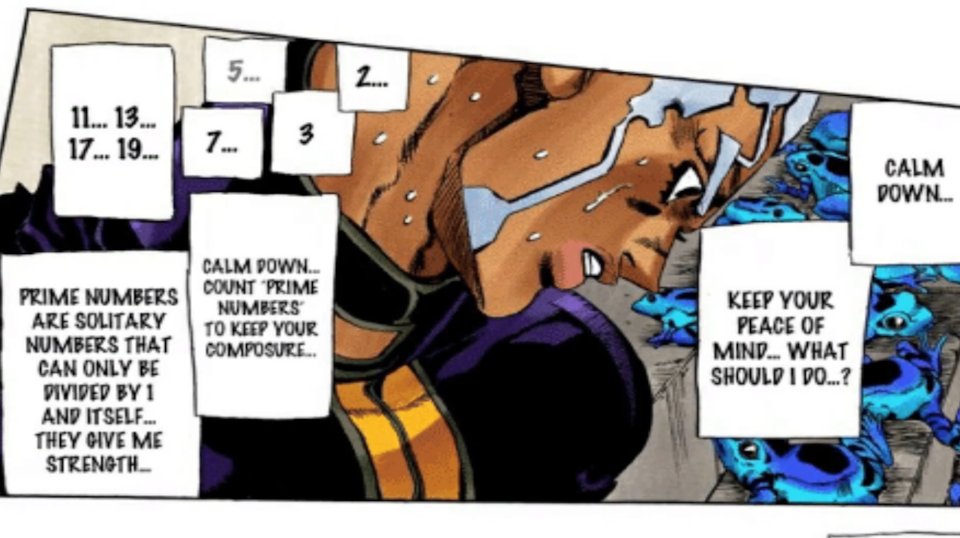 CALM
DOWN...
KEEP YOUR
PEACE OF
MIND... WHAT
SHOULD I DO...?
2...
3
5...
7...
11... 13...
17... 19...
CALM DOWN...
COUNT "PRIME
NUMBERS"
TO KEEP YOUR
COMPOSURE...
PRIME NUMBERS
ARE SOLITARY
NUMBERS THAT
CAN ONLY BE
DIVIDED BY 1
AND ITSELF...
THEY GIVE ME
STRENGTH...